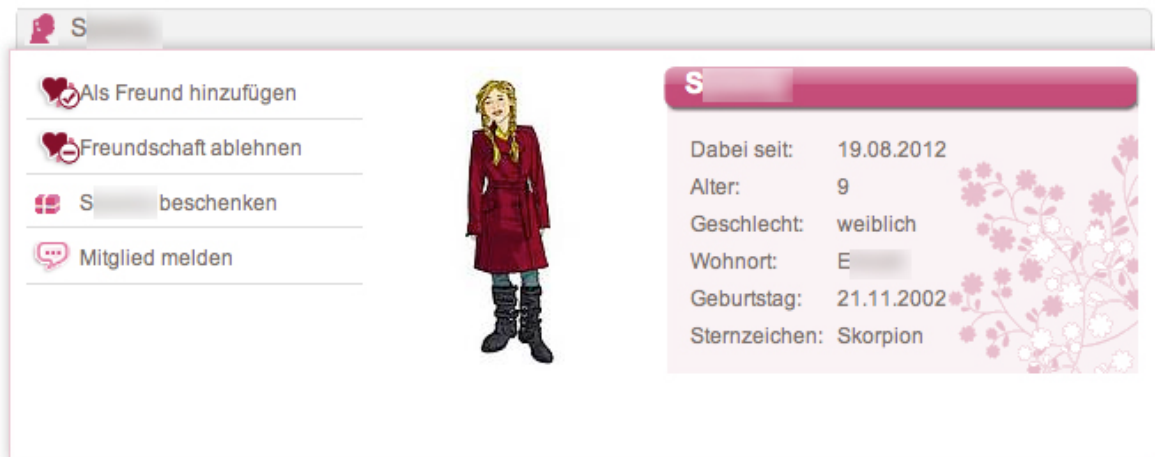 S
Als Freund hinzufügen
Freundschaft ablehnen
S beschenken
Mitglied melden
S
Dabei seit: 19.08.2012
Alter: 9
Geschlecht: weiblich
Wohnort: E
Geburtstag: 21.11.2002
Sternzeichen: Skorpion